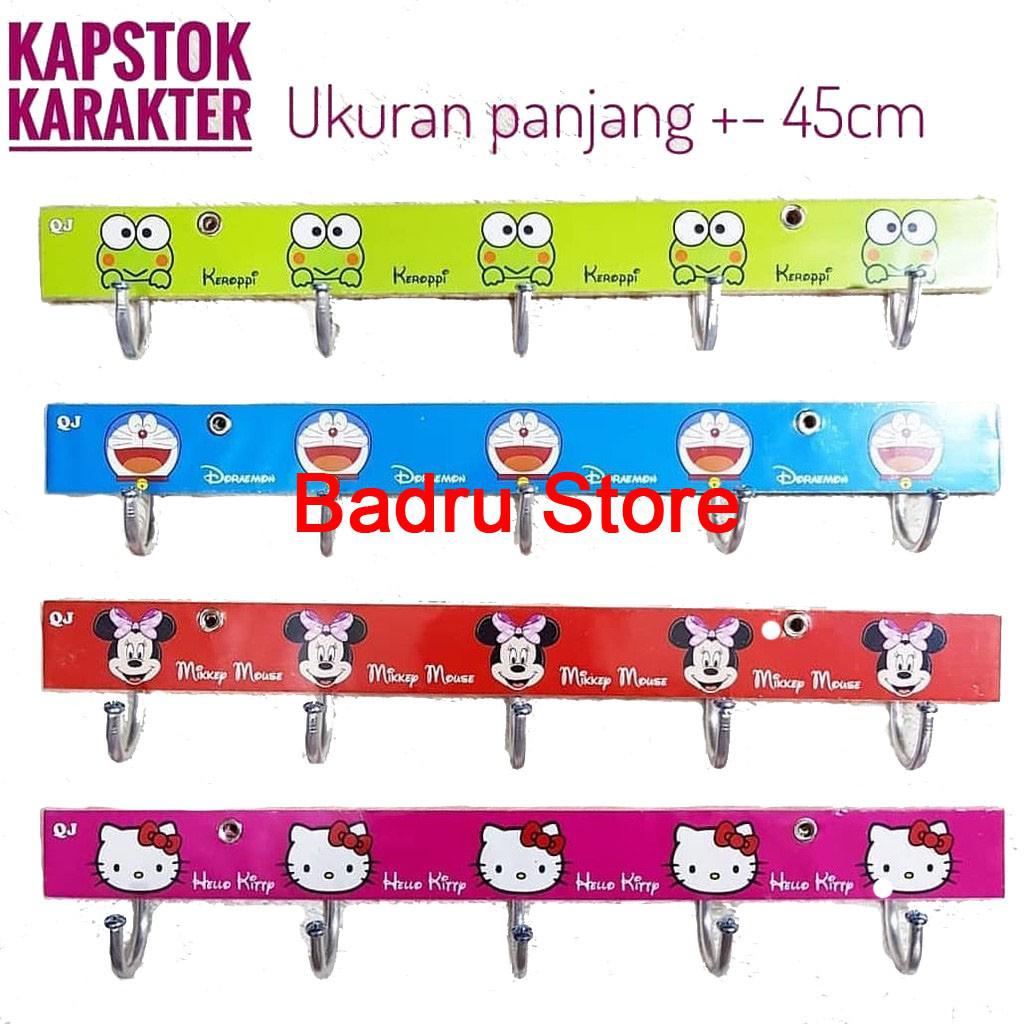 KAPSTOK
KARAKTER
Ukuran panjang +- 45cm
QJ
Keroppi Keroppi Keroppi Keroppi
QJ
Doraemon Doraemon Doraemon Doraemon
Badru Store
QJ
Mikkey Mouse Mikkey Mouse Mikkey Mouse Mikkey Mouse
QJ
Hello Kitty Hello Kitty Hello Kitty Hello Kitty